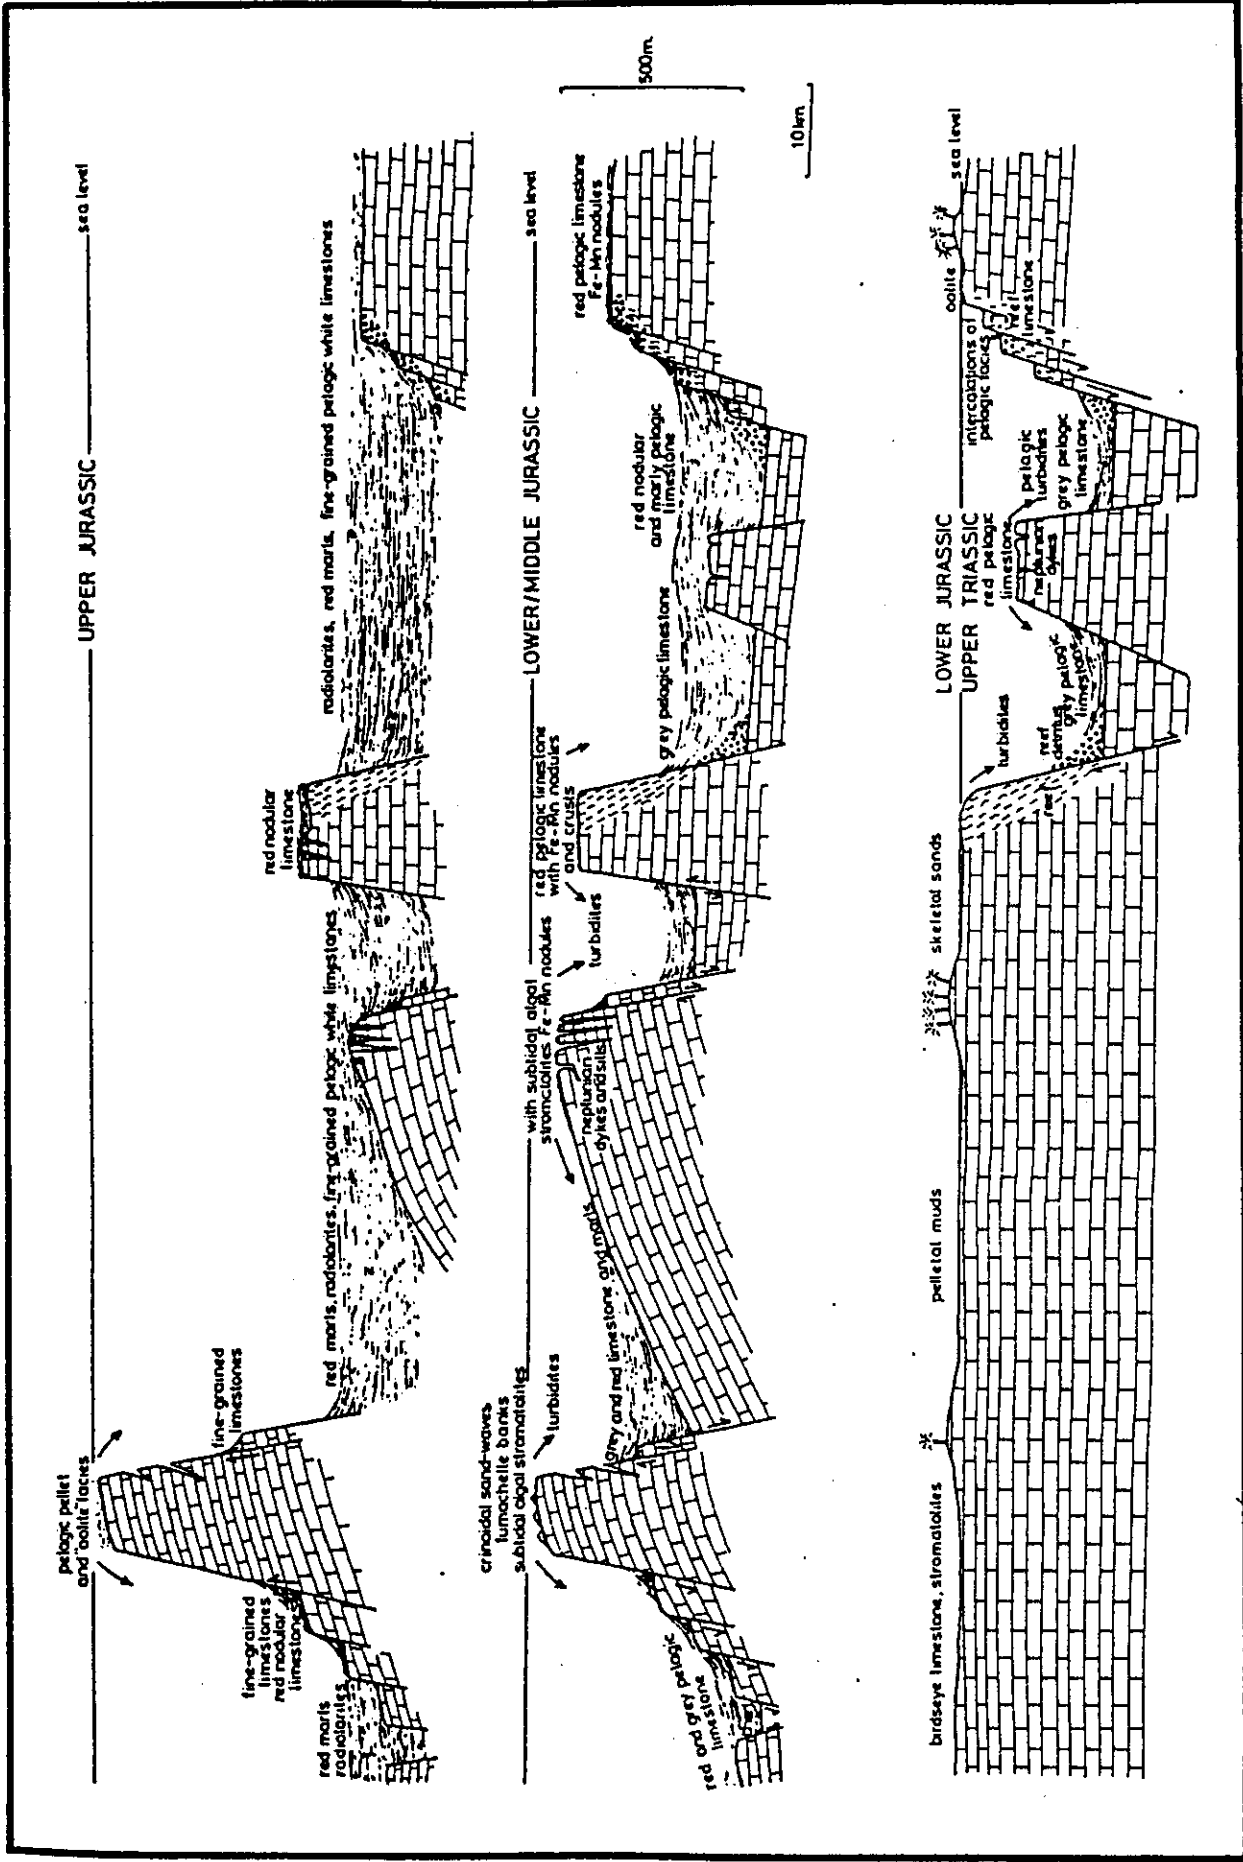 UPPER JURASSIC
sea level
pelagic pellet
and "oolite" facies
fine-grained
limestones
fine-grained
limestones
red nodular
limestones
red marls
radiolarites
red marls, radiolarites, fine-grained pelagic white limestones
red nodular
limestone
radiolarites, red marls, fine-grained pelagic white limestones
LOWER/MIDDLE JURASSIC
sea level
crinoidal sand-waves
lumachelle banks
subtidal algal stromatolites
turbidites
red and grey pelagic
limestone
grey and red limestone and marls
with subtidal algal
stromatolites Fe-Mn nodules
neptunian
dykes and sills
turbidites
red pelagic limestone
with Fe-Mn nodules
and crusts
grey pelagic limestone
red nodular
and marly pelagic
limestone
red pelagic limestone
Fe-Mn nodules
500m.
10km
LOWER JURASSIC
UPPER TRIASSIC
sea level
birdseye limestone, stromatolites
pelletal muds
skeletal sands
reef
turbidites
reef
detritus
grey pelagic
limestone
red pelagic
limestone
neptunian
dykes
pelagic
turbidites
grey pelagic
limestone
intercalations of
pelagic facies
oolite
reef
limestone